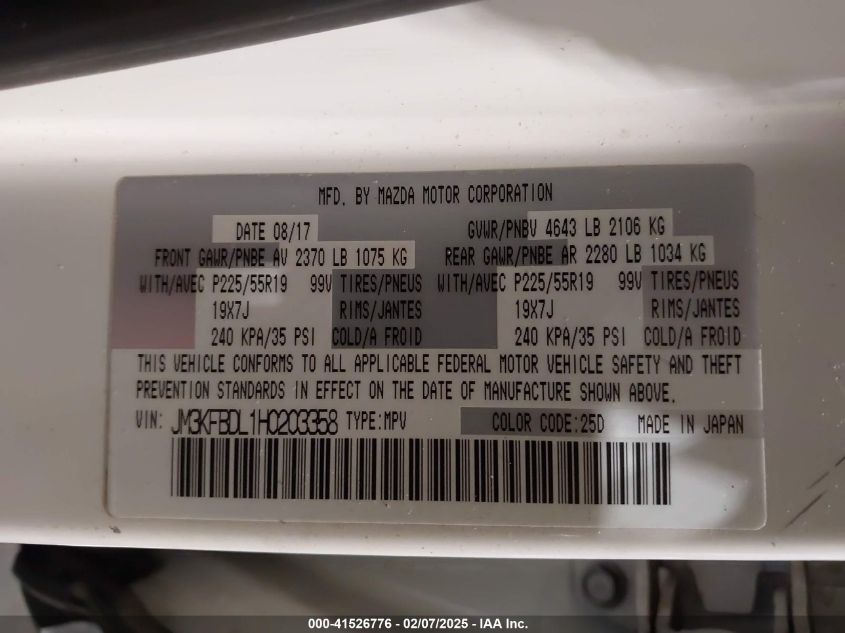 MFD. BY MAZDA MOTOR CORPORATION
DATE 08/17 GVWR/PNBV 4643 LB 2106 KG
FRONT GAWR/PNBE AV 2370 LB 1075 KG REAR GAWR/PNBE AR 2280 LB 1034 KG
WITH/AVEC P225/55R19 99V TIRES/PNEUS WITH/AVEC P225/55R19 99V TIRES/PNEUS
19X7J RIMS/JANTES 19X7J RIMS/JANTES
240 KPA/35 PSI COLD/A FROID 240 KPA/35 PSI COLD/A FROID
THIS VEHICLE CONFORMS TO ALL APPLICABLE FEDERAL MOTOR VEHICLE SAFETY AND THEFT
PREVENTION STANDARDS IN EFFECT ON THE DATE OF MANUFACTURE SHOWN ABOVE.
VIN: JM3KFBDL1H0203358 TYPE:MPV COLOR CODE:25D MADE IN JAPAN
000-41526776 - 02/07/2025 - IAA Inc.